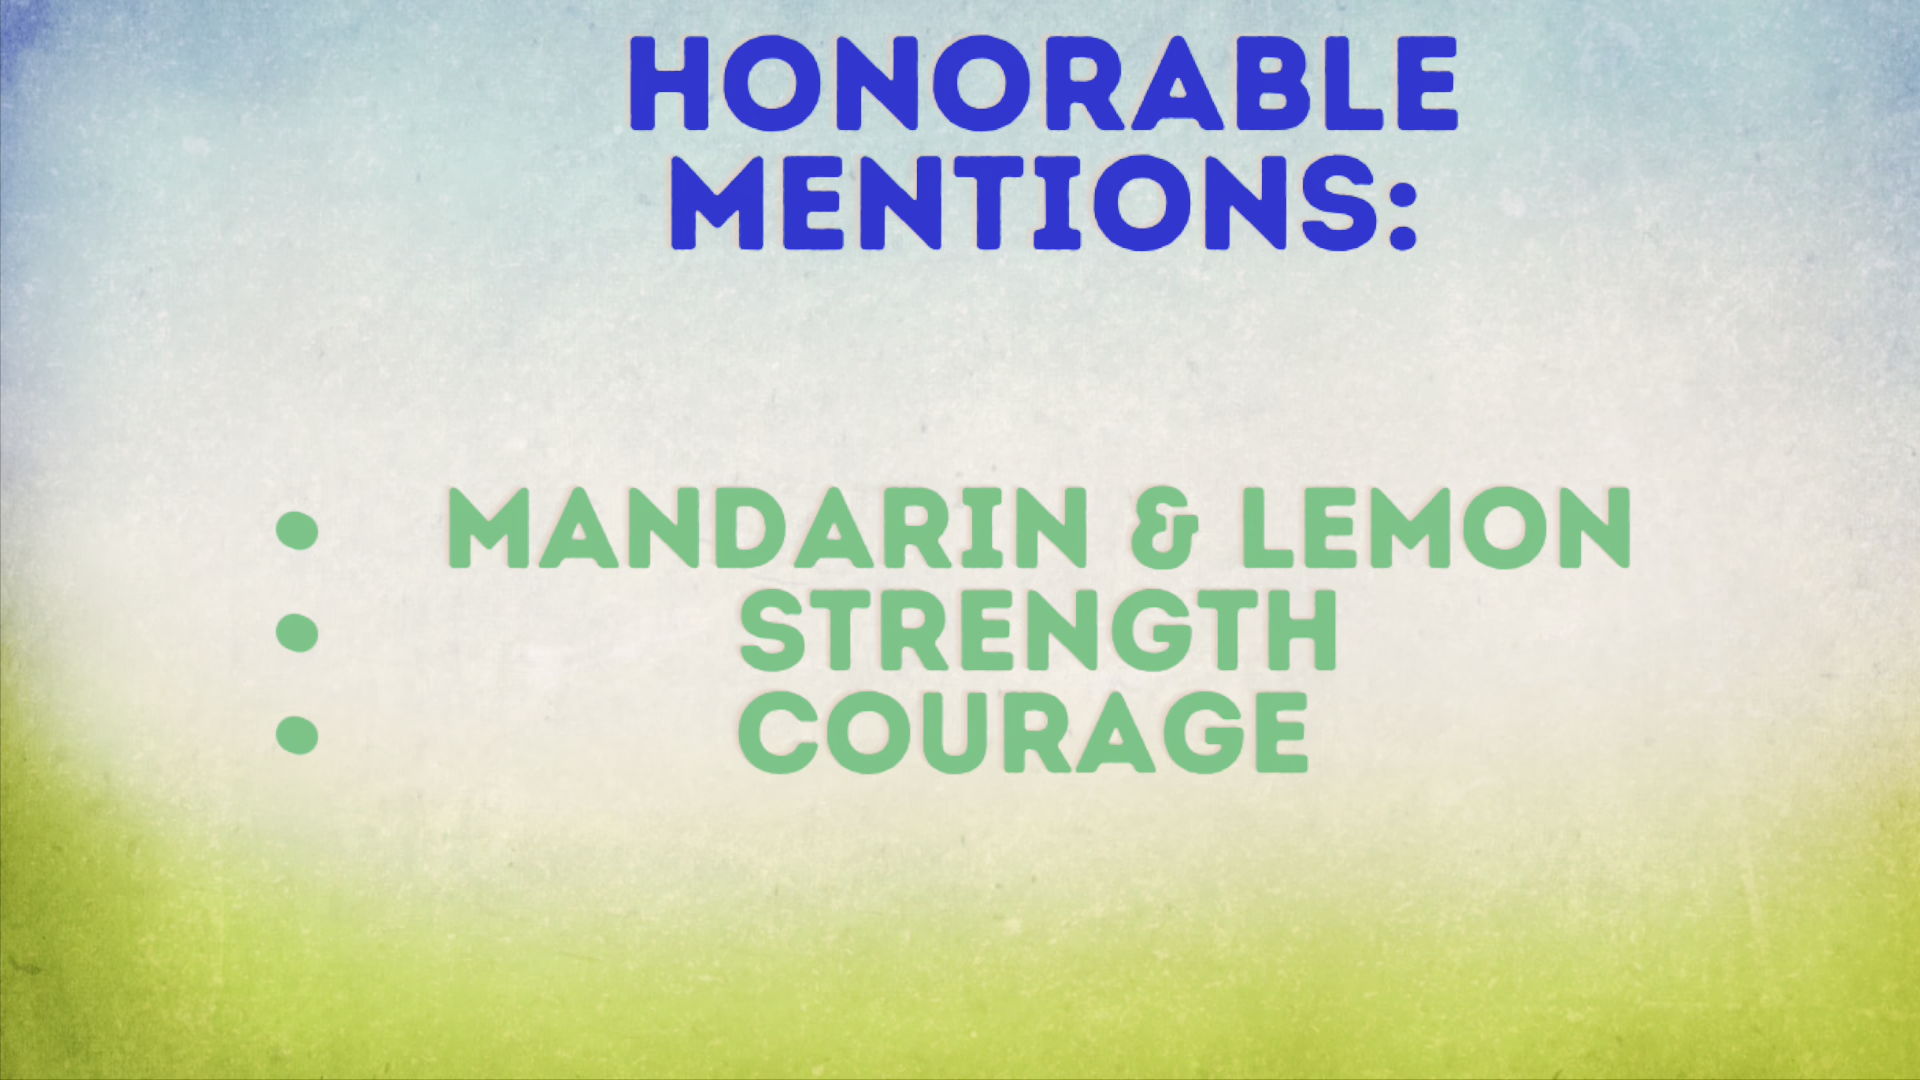 HONORABLE
MENTIONS:
• MANDARIN & LEMON
• STRENGTH
• COURAGE